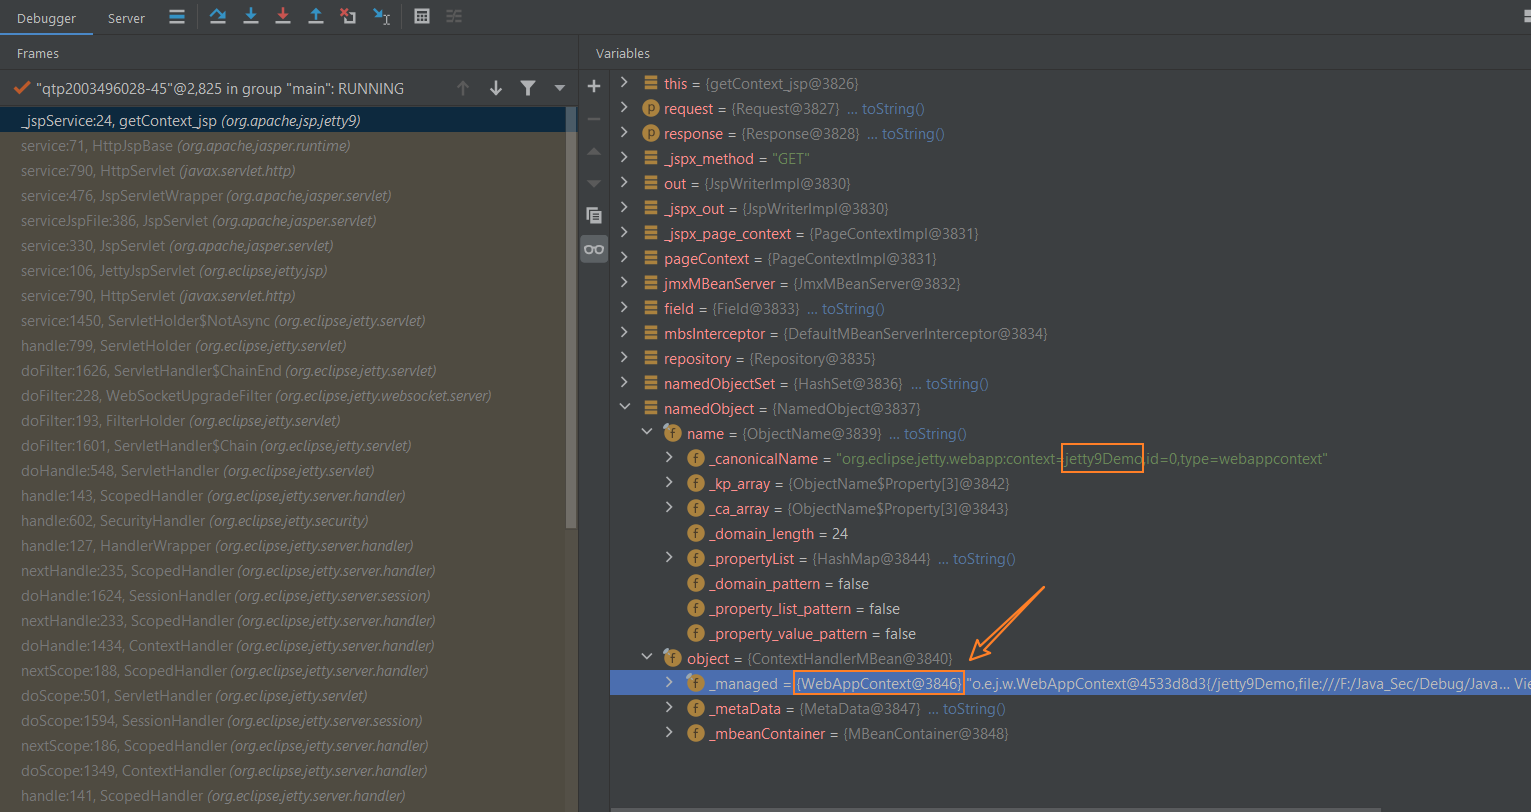 Debugger Server
Frames
"qtp2003496028-45"@2,825 in group "main": RUNNING
_jspService:24, getContext_jsp (org.apache.jsp.jetty9)
service:71, HttpJspBase (org.apache.jasper.runtime)
service:790, HttpServlet (javax.servlet.http)
service:476, JspServletWrapper (org.apache.jasper.servlet)
serviceJspFile:386, JspServlet (org.apache.jasper.servlet)
service:330, JspServlet (org.apache.jasper.servlet)
service:106, JettyJspServlet (org.eclipse.jetty.jsp)
service:790, HttpServlet (javax.servlet.http)
service:1450, ServletHolder$NotAsync (org.eclipse.jetty.servlet)
handle:799, ServletHolder (org.eclipse.jetty.servlet)
doFilter:1626, ServletHandler$ChainEnd (org.eclipse.jetty.servlet)
doFilter:228, WebSocketUpgradeFilter (org.eclipse.jetty.websocket.server)
doFilter:193, FilterHolder (org.eclipse.jetty.servlet)
doFilter:1601, ServletHandler$Chain (org.eclipse.jetty.servlet)
doHandle:548, ServletHandler (org.eclipse.jetty.servlet)
handle:143, ScopedHandler (org.eclipse.jetty.server.handler)
handle:602, SecurityHandler (org.eclipse.jetty.security)
handle:127, HandlerWrapper (org.eclipse.jetty.server.handler)
nextHandle:235, ScopedHandler (org.eclipse.jetty.server.handler)
doHandle:1624, SessionHandler (org.eclipse.jetty.server.session)
nextHandle:233, ScopedHandler (org.eclipse.jetty.server.handler)
doHandle:1434, ContextHandler (org.eclipse.jetty.server.handler)
nextScope:188, ScopedHandler (org.eclipse.jetty.server.handler)
doScope:501, ServletHandler (org.eclipse.jetty.servlet)
doScope:1594, SessionHandler (org.eclipse.jetty.server.session)
nextScope:186, ScopedHandler (org.eclipse.jetty.server.handler)
doScope:1349, ContextHandler (org.eclipse.jetty.server.handler)
handle:141, ScopedHandler (org.eclipse.jetty.server.handler)
Variables
this = {getContext_jsp@3826}
p request = {Request@3827} ... toString()
p response = {Response@3828} ... toString()
_jspx_method = "GET"
out = {JspWriterImpl@3830}
_jspx_out = {JspWriterImpl@3830}
_jspx_page_context = {PageContextImpl@3831}
pageContext = {PageContextImpl@3831}
jmxMBeanServer = {JmxMBeanServer@3832}
field = {Field@3833} ... toString()
mbsInterceptor = {DefaultMBeanServerInterceptor@3834}
repository = {Repository@3835}
namedObjectSet = {HashSet@3836} ... toString()
namedObject = {NamedObject@3837}
f name = {ObjectName@3839} ... toString()
f _canonicalName = "org.eclipse.jetty.webapp:context=jetty9Demo,id=0,type=webappcontext"
f _kp_array = {ObjectName$Property[3]@3842}
f _ca_array = {ObjectName$Property[3]@3843}
f _domain_length = 24
f _propertyList = {HashMap@3844} ... toString()
f _domain_pattern = false
f _property_list_pattern = false
f _property_value_pattern = false
f object = {ContextHandlerMBean@3840}
f _managed = {WebAppContext@3846} "o.e.j.w.WebAppContext@4533d8d3{/jetty9Demo,file:///F:/Java_Sec/Debug/Java... Vie
f _metaData = {MetaData@3847} ... toString()
f _mbeanContainer = {MBeanContainer@3848}